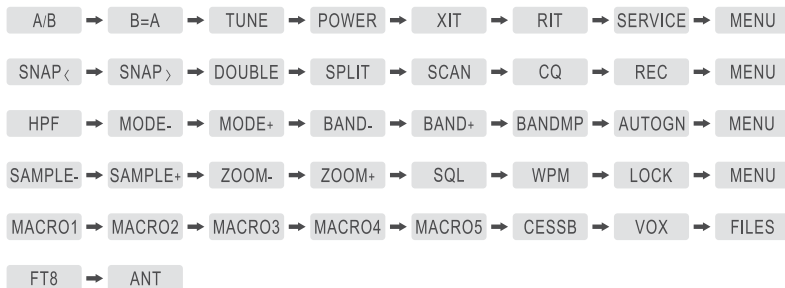 A/B ➡ B=A ➡ TUNE ➡ POWER ➡ XIT ➡ RIT ➡ SERVICE ➡ MENU
SNAP〈 ➡ SNAP〉 ➡ DOUBLE ➡ SPLIT ➡ SCAN ➡ CQ ➡ REC ➡ MENU
HPF ➡ MODE- ➡ MODE+ ➡ BAND- ➡ BAND+ ➡ BANDMP ➡ AUTOGN ➡ MENU
SAMPLE- ➡ SAMPLE+ ➡ ZOOM- ➡ ZOOM+ ➡ SQL ➡ WPM ➡ LOCK ➡ MENU
MACRO1 ➡ MACRO2 ➡ MACRO3 ➡ MACRO4 ➡ MACRO5 ➡ CESSB ➡ VOX ➡ FILES
FT8 ➡ ANT